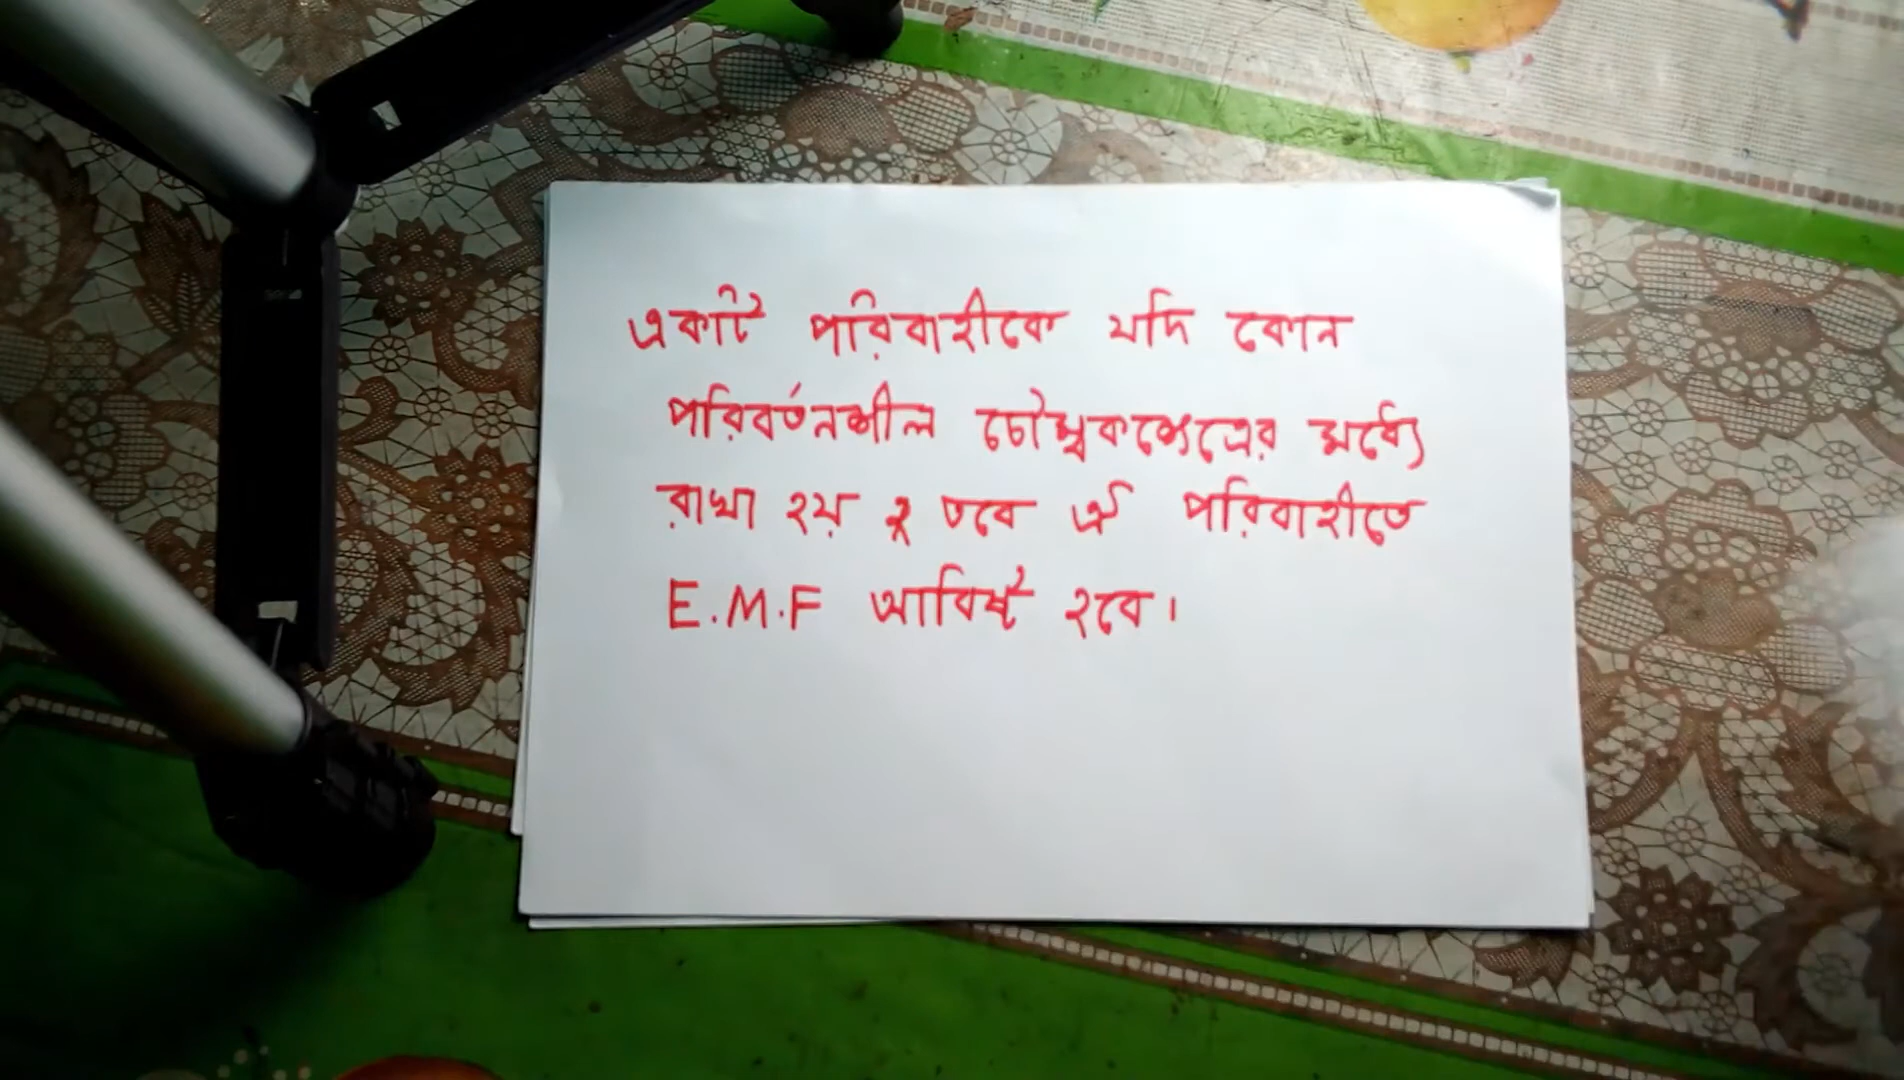 একটি পরিবাহীকে যদি কোন
পরিবর্তনশীল চৌম্বকক্ষেত্রের মধ্যে
রাখা হয় তবে ঐ পরিবাহীতে
E.M.F আবিষ্ট হবে।